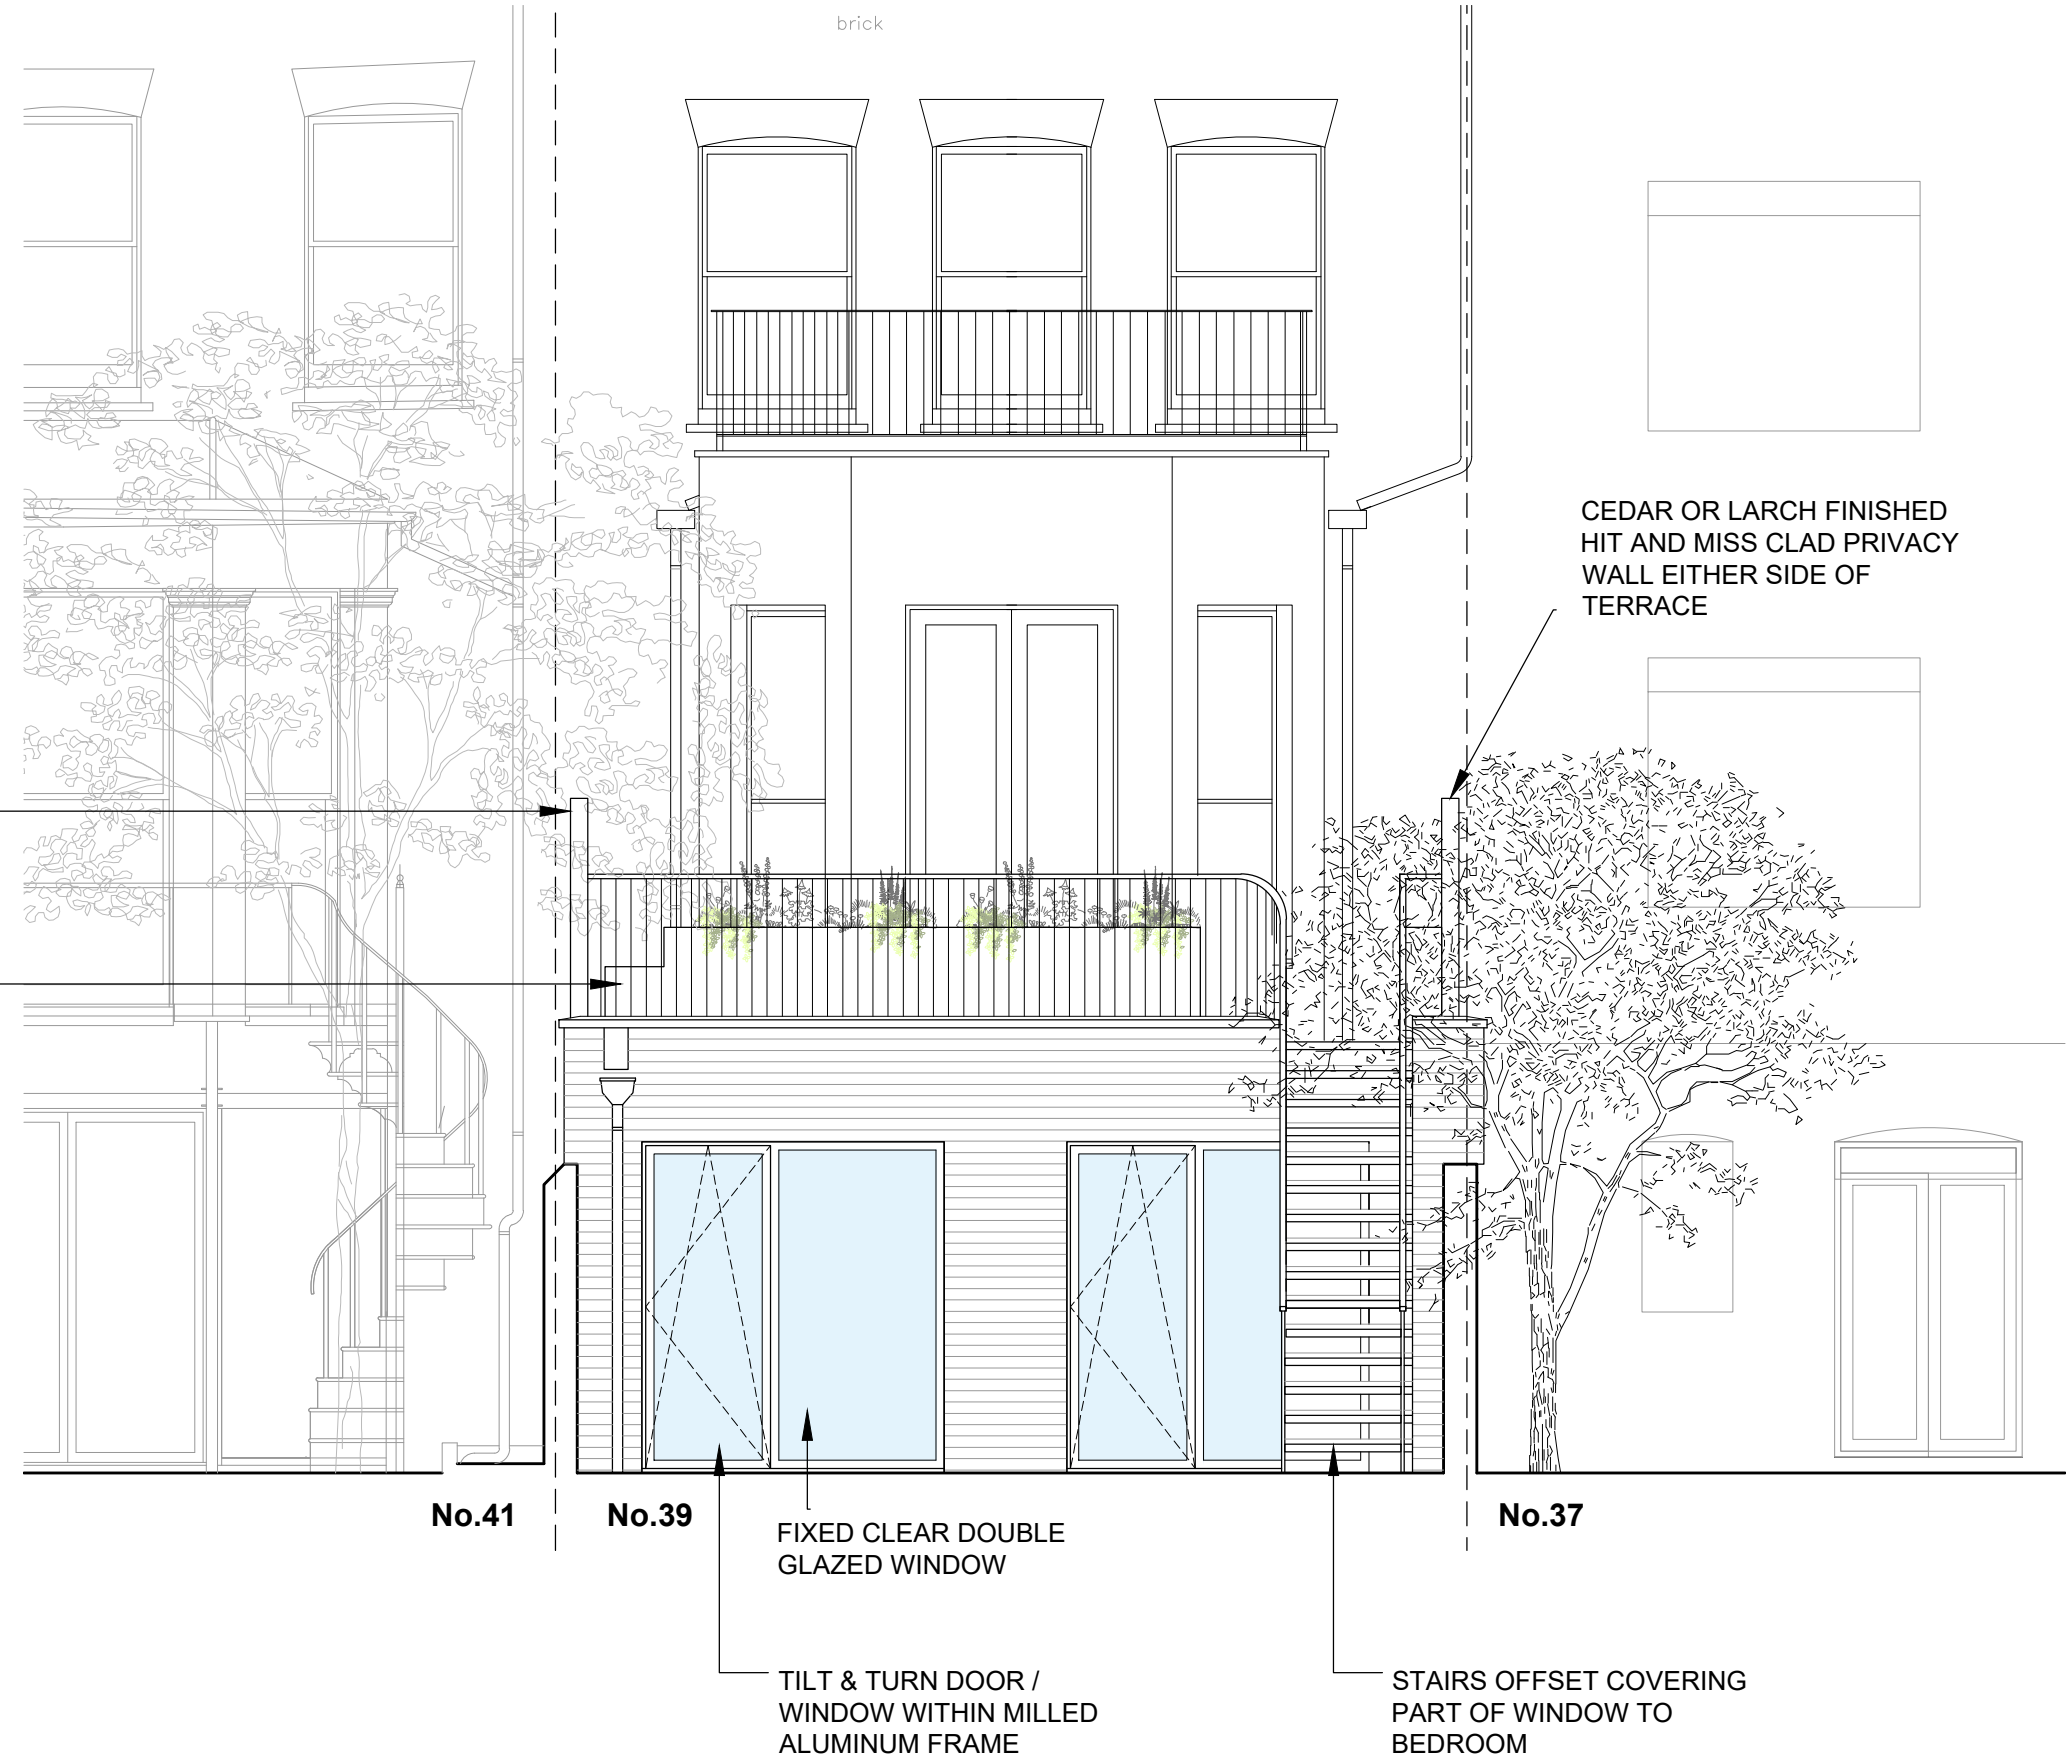 brick
CEDAR OR LARCH FINISHED
HIT AND MISS CLAD PRIVACY
WALL EITHER SIDE OF
TERRACE
No.41
No.39
No.37
FIXED CLEAR DOUBLE
GLAZED WINDOW
TILT & TURN DOOR /
WINDOW WITHIN MILLED
ALUMINUM FRAME
STAIRS OFFSET COVERING
PART OF WINDOW TO
BEDROOM